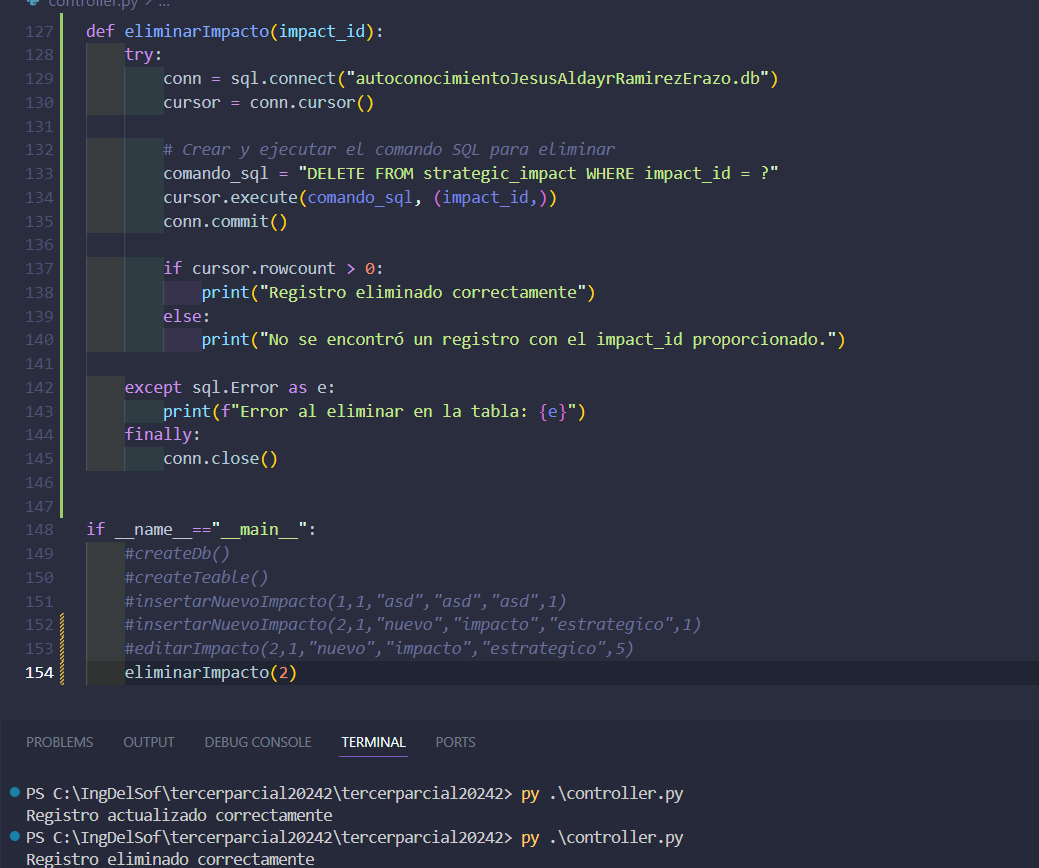 controller.py > ...
127 def eliminarImpacto(impact_id):
128 try:
129 conn = sql.connect("autoconocimientoJesusAldayrRamirezErazo.db")
130 cursor = conn.cursor()
131
132 # Crear y ejecutar el comando SQL para eliminar
133 comando_sql = "DELETE FROM strategic_impact WHERE impact_id = ?"
134 cursor.execute(comando_sql, (impact_id,))
135 conn.commit()
136
137 if cursor.rowcount > 0:
138 print("Registro eliminado correctamente")
139 else:
140 print("No se encontró un registro con el impact_id proporcionado.")
141
142 except sql.Error as e:
143 print(f"Error al eliminar en la tabla: {e}")
144 finally:
145 conn.close()
146
147
148 if __name__=="__main__":
149 #createDb()
150 #createTeable()
151 #insertarNuevoImpacto(1,1,"asd","asd","asd",1)
152 #insertarNuevoImpacto(2,1,"nuevo","impacto","estrategico",1)
153 #editarImpacto(2,1,"nuevo","impacto","estrategico",5)
154 eliminarImpacto(2)
PROBLEMS OUTPUT DEBUG CONSOLE TERMINAL PORTS
PS C:\IngDelSof\tercerparcial20242\tercerparcial20242> py .\controller.py
Registro actualizado correctamente
PS C:\IngDelSof\tercerparcial20242\tercerparcial20242> py .\controller.py
Registro eliminado correctamente